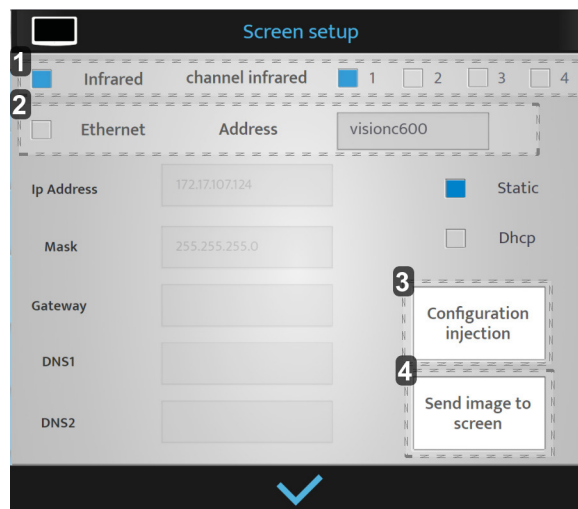 Screen setup
1
Infrared channel infrared 1 2 3 4
2
Ethernet Address visionc600
Ip Address 172.17.107.124 Static
Mask 255.255.255.0 Dhcp
3
Gateway
Configuration
injection
DNS1
4
Send image to
screen
DNS2